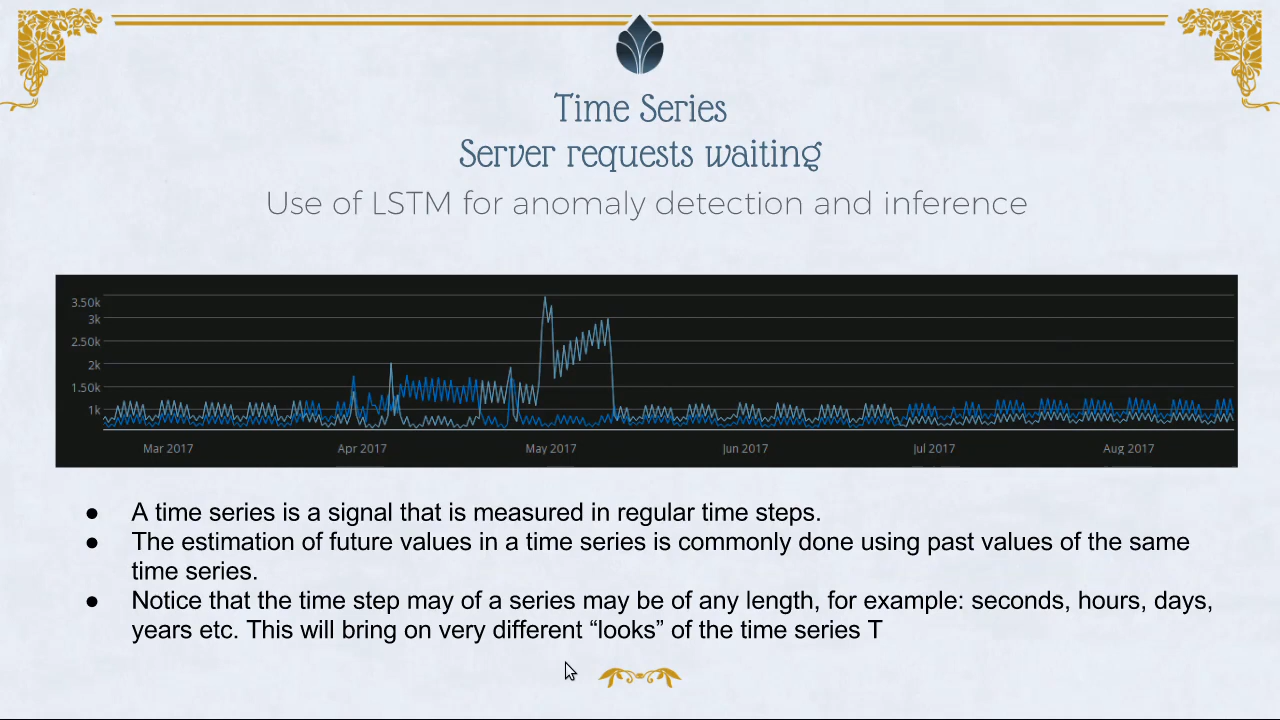 Time Series
Server requests waiting
Use of LSTM for anomaly detection and inference
3.50k
3k
2.50k
2k
1.50k
1k
Mar 2017 Apr 2017 May 2017 Jun 2017 Jul 2017 Aug 2017
● A time series is a signal that is measured in regular time steps.
● The estimation of future values in a time series is commonly done using past values of the same
time series.
● Notice that the time step may of a series may be of any length, for example: seconds, hours, days,
years etc. This will bring on very different “looks” of the time series T